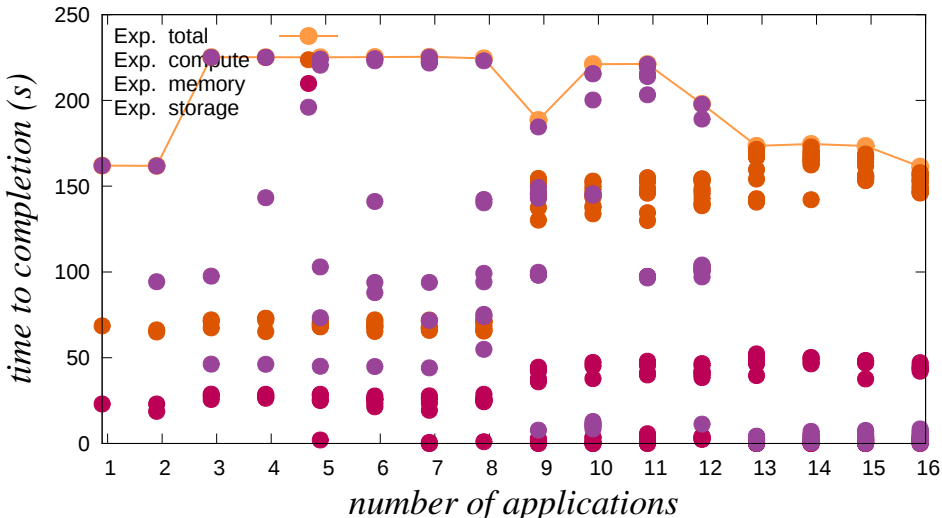 250
200
150
100
50
0
time to completion (s)
Exp. total
Exp. compute
Exp. memory
Exp. storage
1 2 3 4 5 6 7 8 9 10 11 12 13 14 15 16
number of applications